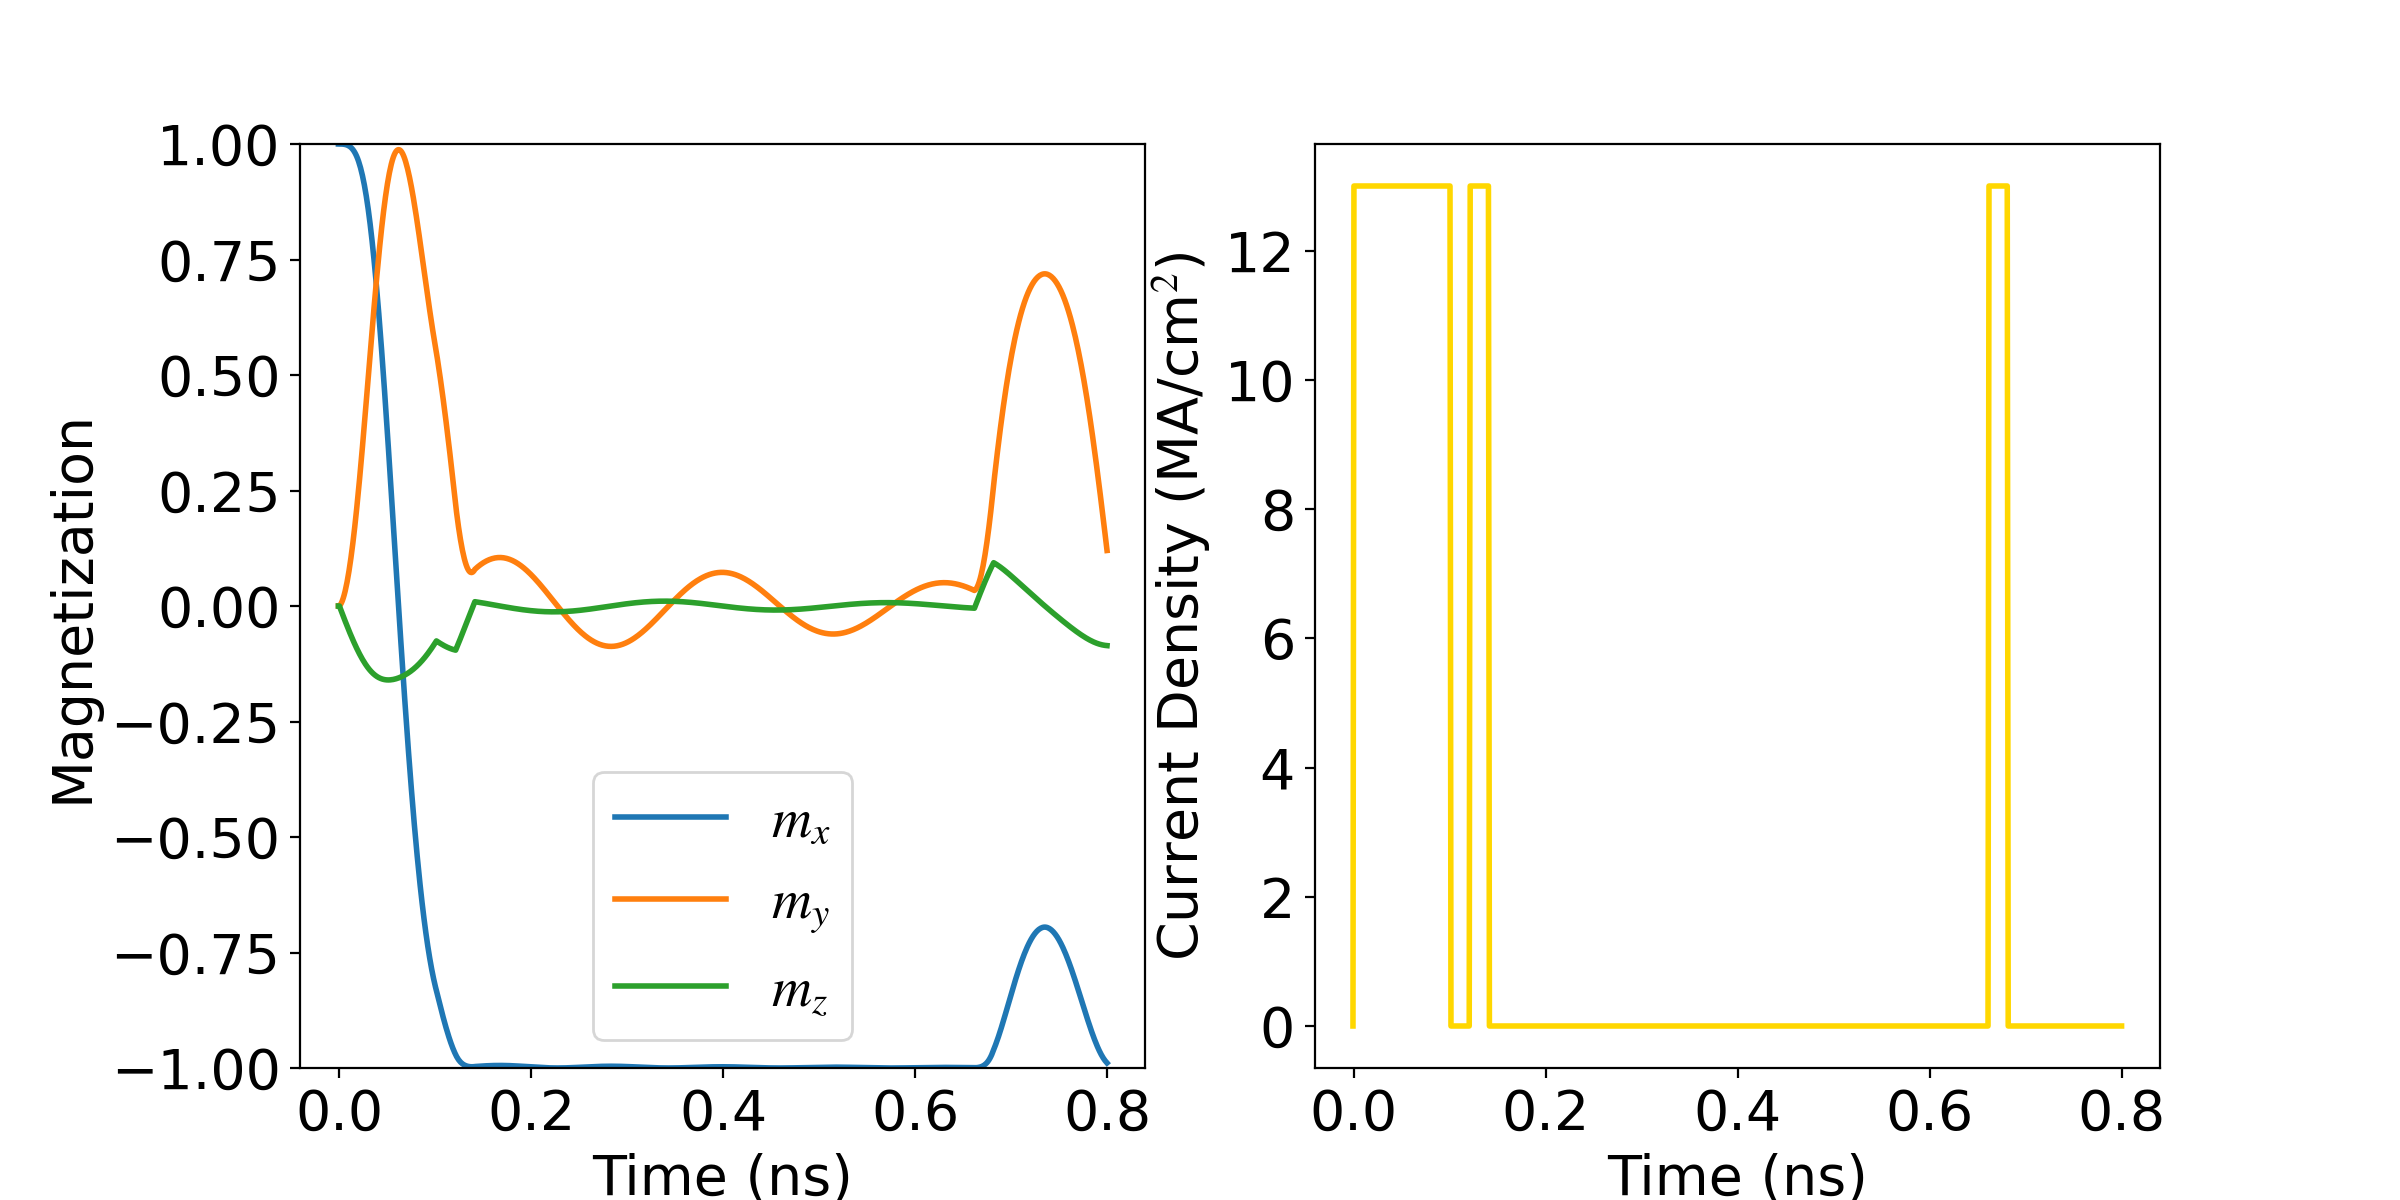 1.00
0.75
0.50
0.25
0.00
−0.25
−0.50
−0.75
−1.00
Magnetization
0.0 0.2 0.4 0.6 0.8
Time (ns)
m_x
m_y
m_z
Current Density (MA/cm²)
12
10
8
6
4
2
0
0.0 0.2 0.4 0.6 0.8
Time (ns)